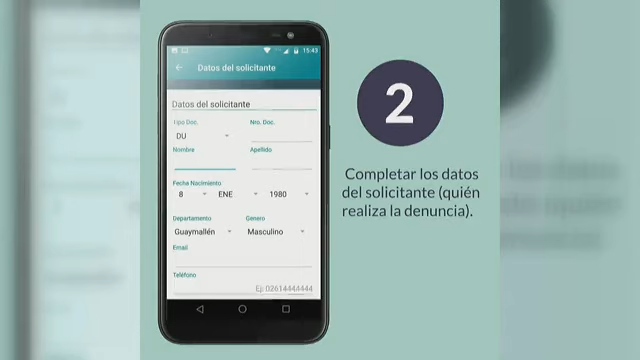 15:43
Datos del solicitante
Datos del solicitante
Tipo Doc. Nro. Doc.
DU
Nombre Apellido
Fecha Nacimiento
8 ENE 1980
Departamento Genero
Guaymallén Masculino
Email
Teléfono
Ej: 02614444444
2
Completar los datos
del solicitante (quién
realiza la denuncia).